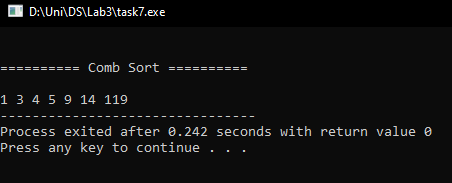 D:\Uni\DS\Lab3\task7.exe
========== Comb Sort ==========
1 3 4 5 9 14 119
--------------------------------
Process exited after 0.242 seconds with return value 0
Press any key to continue . . .